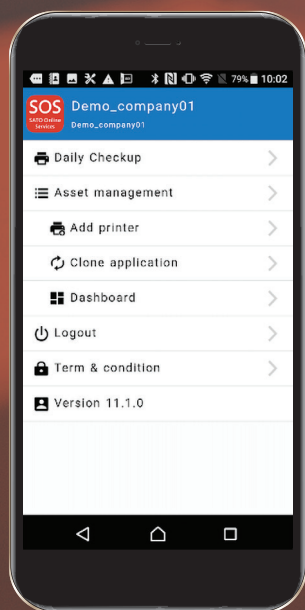 79% 10:02
SOS
SATO Online
Services
Demo_company01
Demo_company01
Daily Checkup
Asset management
Add printer
Clone application
Dashboard
Logout
Term & condition
Version 11.1.0